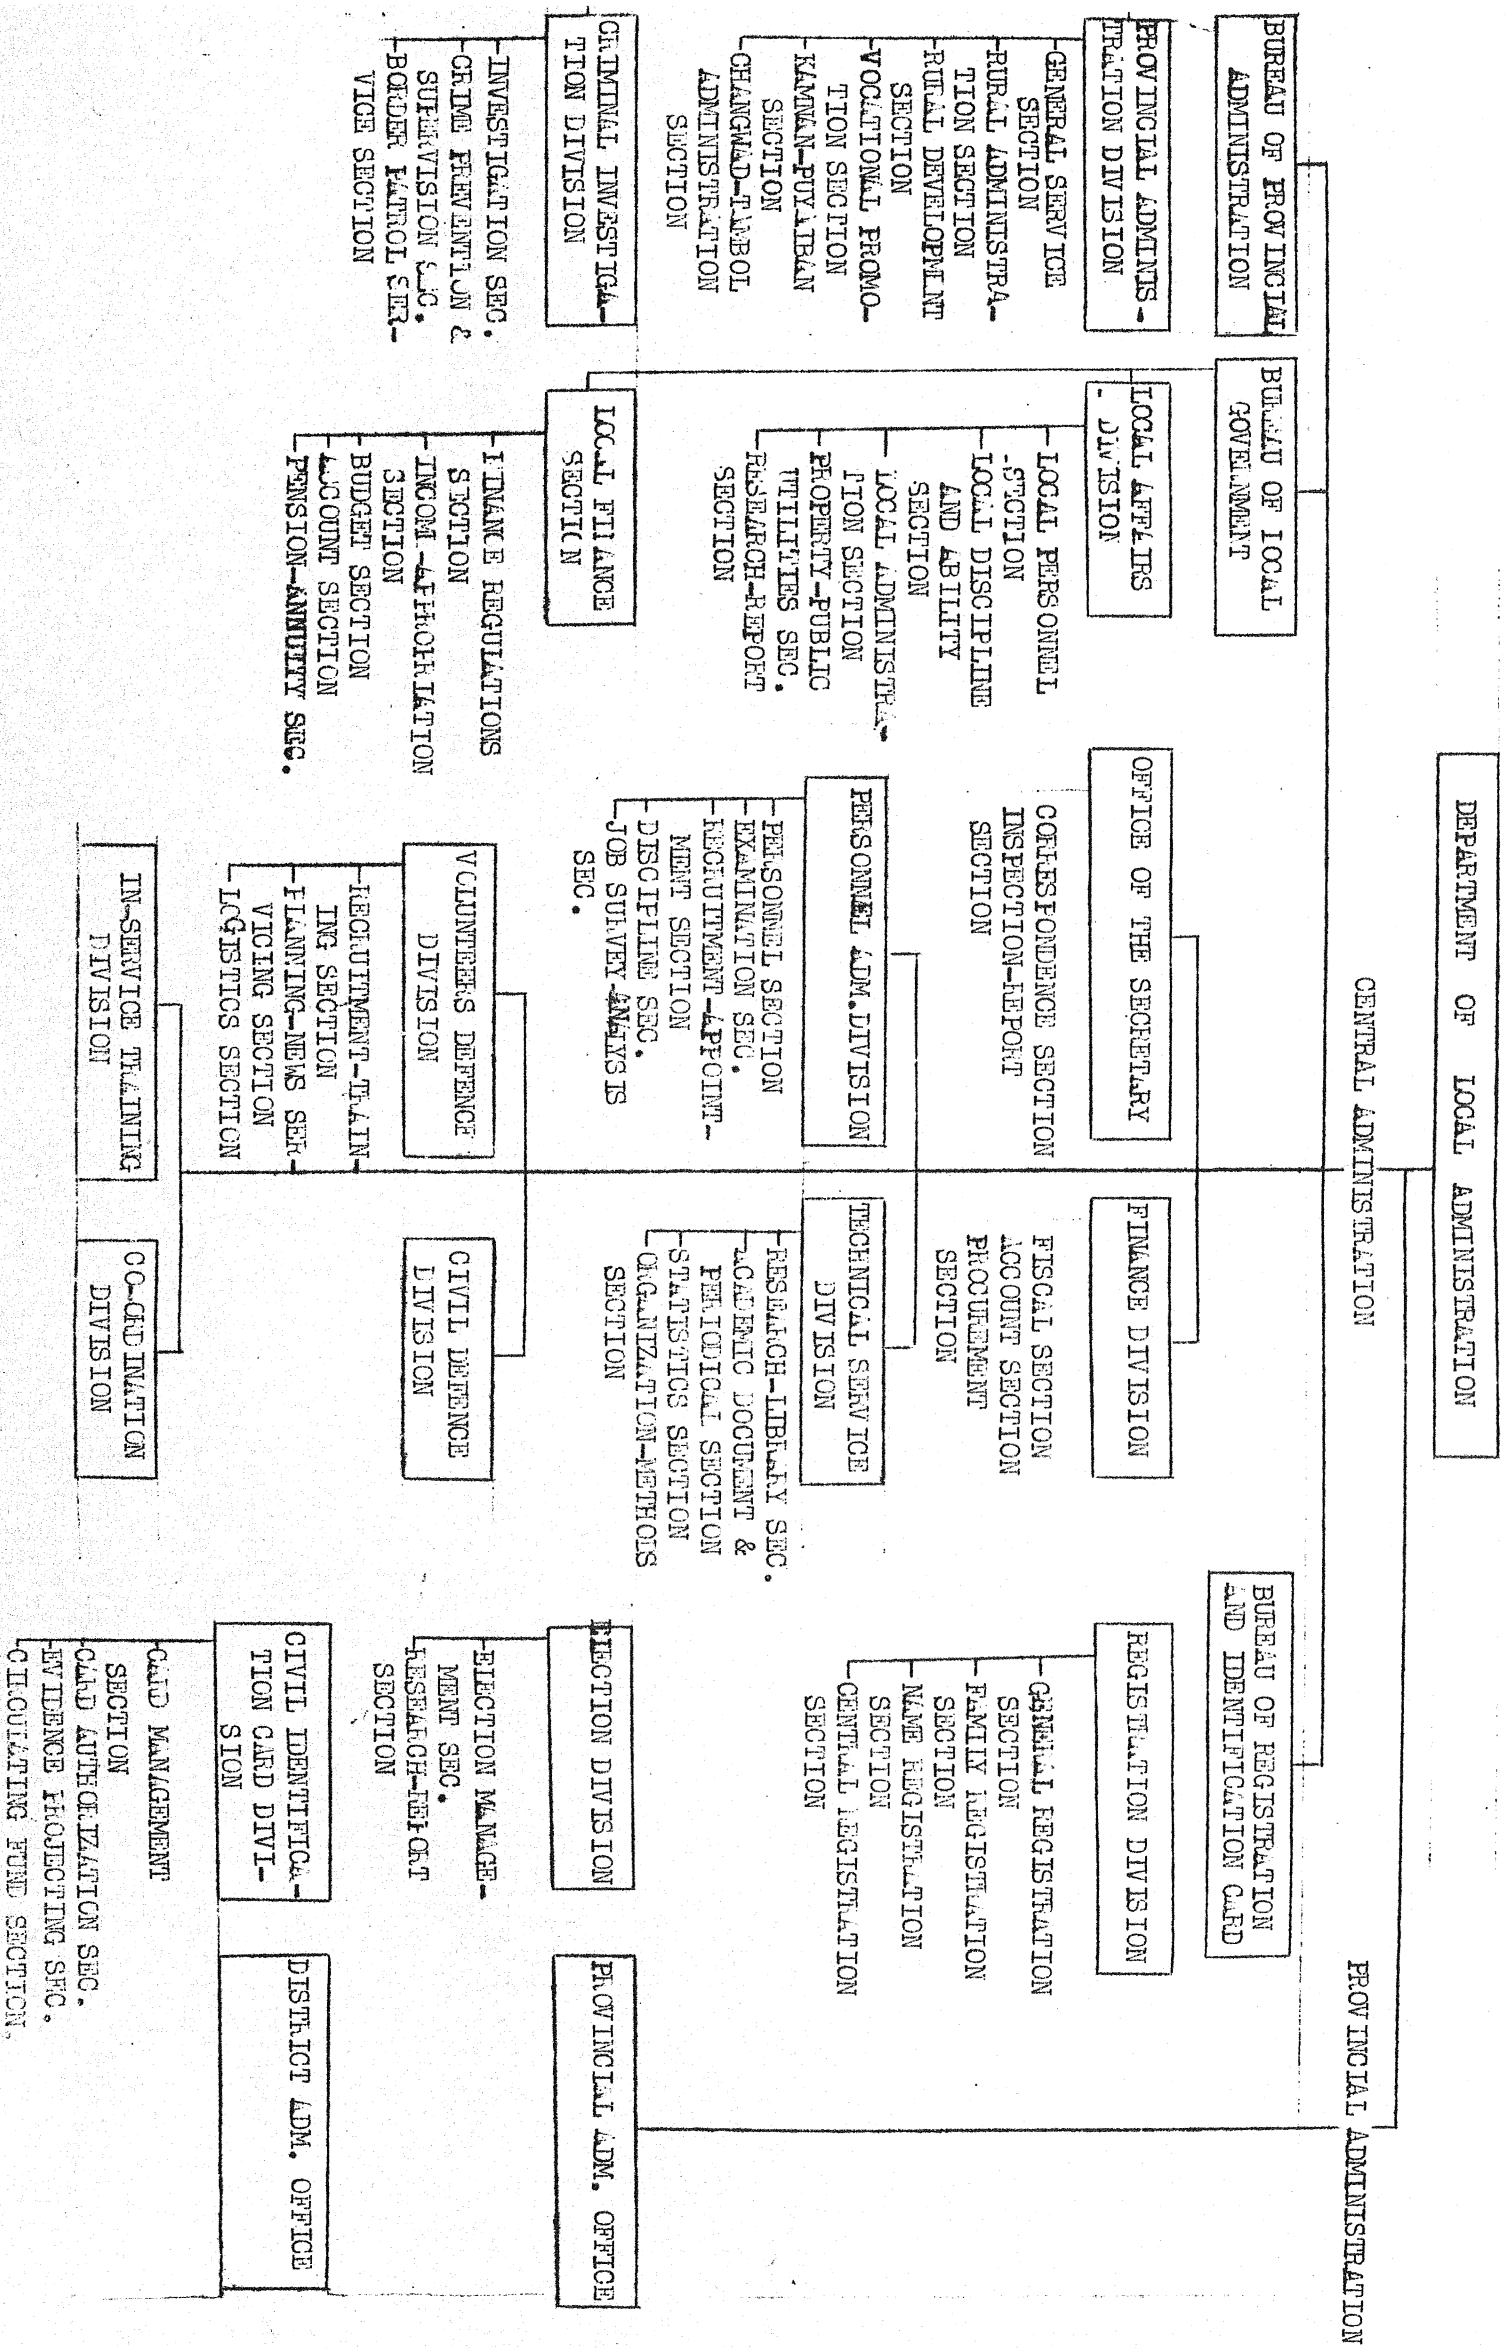 DEPARTMENT OF LOCAL ADMINISTRATION
CENTRAL ADMINISTRATION
PROVINCIAL ADMINISTRATION
BUREAU OF PROVINCIAL
ADMINISTRATION
PROVINCIAL ADMINIS-
TRATION DIVISION
GENERAL SERVICE
SECTION
RURAL ADMINISTRA-
TION SECTION
RURAL DEVELOPMENT
SECTION
VOCATIONAL PROMO-
TION SECTION
KAMNAN-PUYAIBAN
SECTION
CHANGWAD-TAMBOL
ADMINISTRATION
SECTION
CRIMINAL INVESTIGA-
TION DIVISION
INVESTIGATION SEC.
CRIME PREVENTION &
SUPERVISION SEC.
BORDER PATROL SER-
VICE SECTION
BUREAU OF LOCAL
GOVERNMENT
LOCAL AFFAIRS
DIVISION
LOCAL PERSONNEL
SECTION
LOCAL DISCIPLINE
AND ABILITY
SECTION
LOCAL ADMINISTRA-
TION SECTION
PROPERTY-PUBLIC
UTILITIES SEC.
RESEARCH-REPORT
SECTION
LOCAL FINANCE
SECTION
FINANCE REGULATIONS
SECTION
INCOME-APPROPRIATION
SECTION
BUDGET SECTION
ACCOUNT SECTION
PENSION-ANNUITY SEC.
OFFICE OF THE SECRETARY
CORRESPONDENCE SECTION
INSPECTION-REPORT
SECTION
FINANCE DIVISION
FISCAL SECTION
ACCOUNT SECTION
PROCUREMENT
SECTION
PERSONNEL ADM.DIVISION
PERSONNEL SECTION
EXAMINATION SEC.
RECRUITMENT-APPOINT-
MENT SECTION
DISCIPLINE SEC.
JOB SURVEY-ANALYSIS
SEC.
TECHNICAL SERVICE
DIVISION
RESEARCH-LIBRARY SEC.
ACADEMIC DOCUMENT &
PERIODICAL SECTION
STATISTICS SECTION
ORGANIZATION-METHODS
SECTION
VOLUNTEERS DEFENCE
DIVISION
RECRUITMENT-TRAIN-
ING SECTION
PLANNING-NEWS SER-
VICING SECTION
LOGISTICS SECTION
CIVIL DEFENCE
DIVISION
IN-SERVICE TRAINING
DIVISION
CO-ORDINATION
DIVISION
BUREAU OF REGISTRATION
AND IDENTIFICATION CARD
REGISTRATION DIVISION
GENERAL REGISTRATION
SECTION
FAMILY REGISTRATION
SECTION
NAME REGISTRATION
SECTION
CENTRAL REGISTRATION
SECTION
ELECTION DIVISION
ELECTION MANAGE-
MENT SEC.
RESEARCH-REPORT
SECTION
CIVIL IDENTIFICA-
TION CARD DIVI-
SION
CARD MANAGEMENT
SECTION
CARD AUTHORIZATION SEC.
EVIDENCE PROJECTING SEC.
CIRCULATING FUND SECTION.
PROVINCIAL ADM. OFFICE
DISTRICT ADM. OFFICE